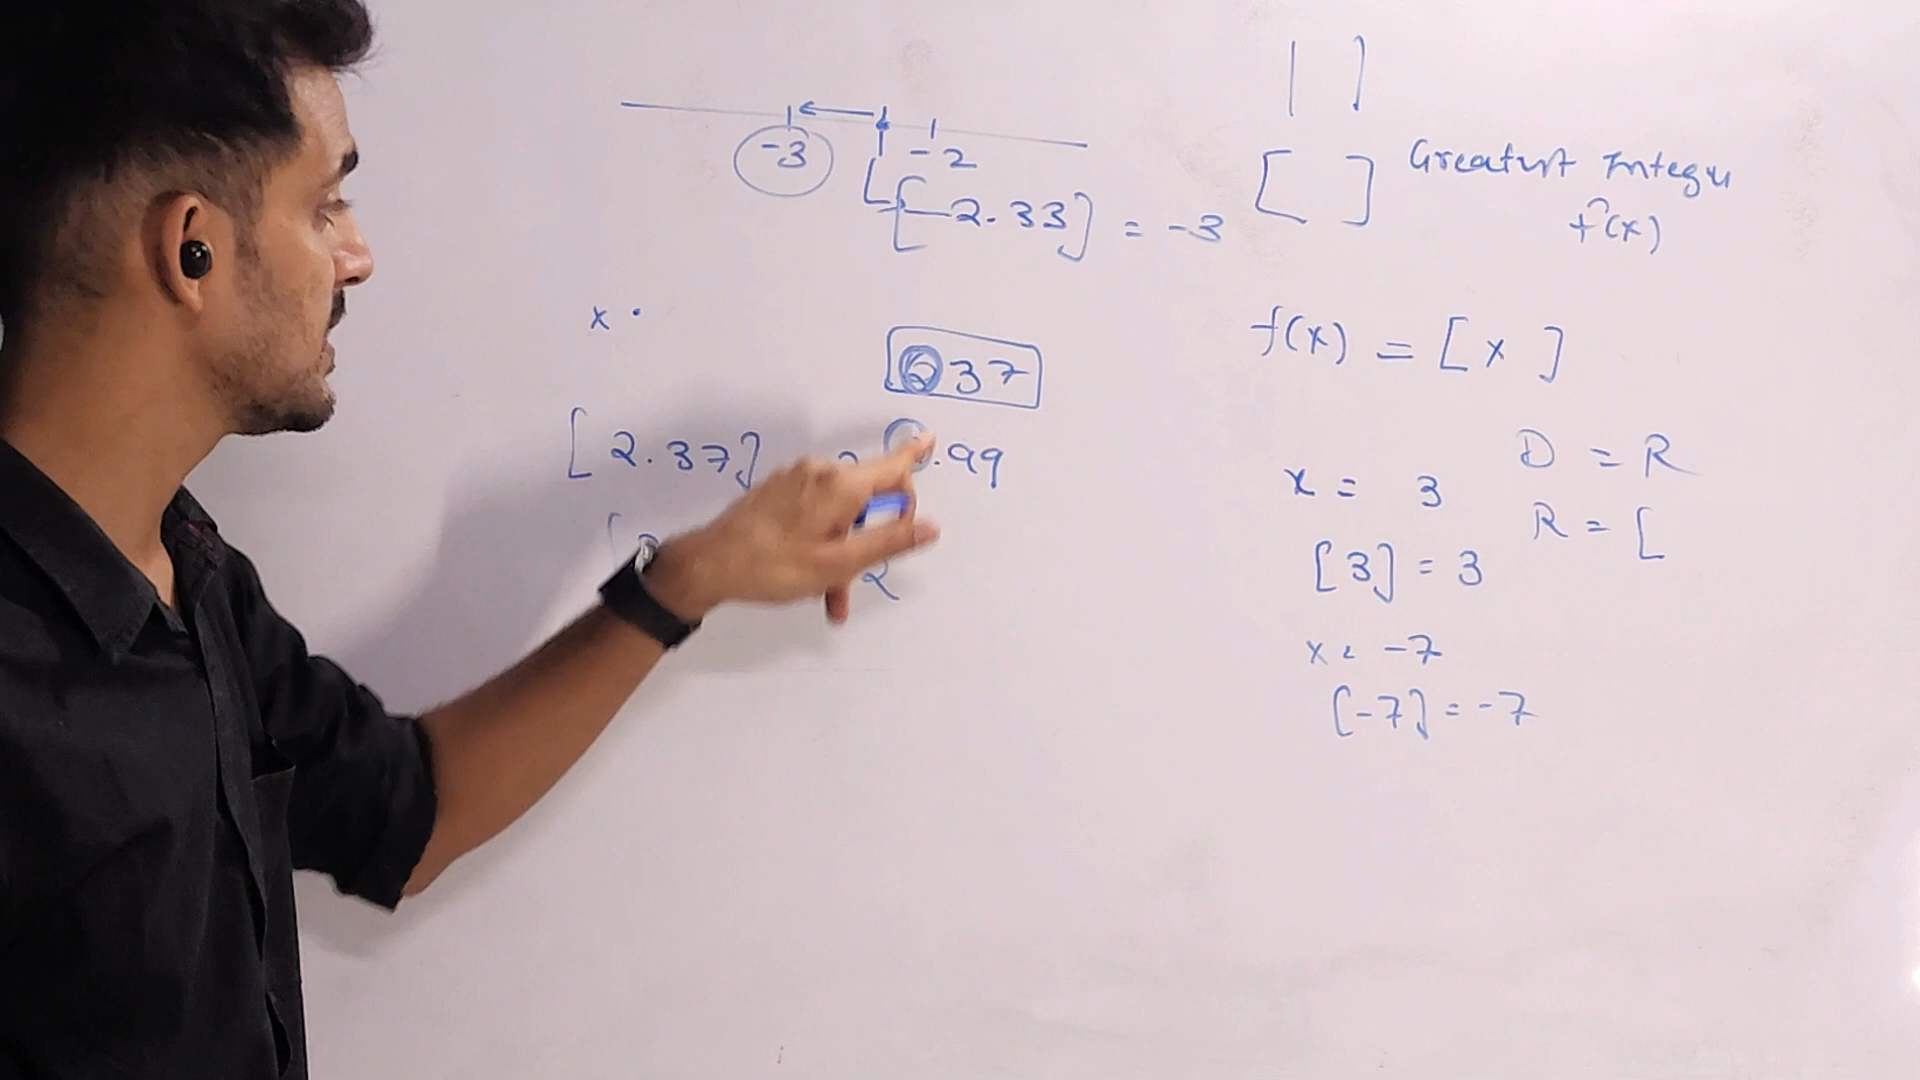 -3 -2
[-2.33] = -3
x .
37
[2.37]
.99
2
[ ]
[ ] Greatest Integer
f(x)
f(x) = [x]
D = R
x = 3
R = [
[3] = 3
x = -7
[-7] = -7